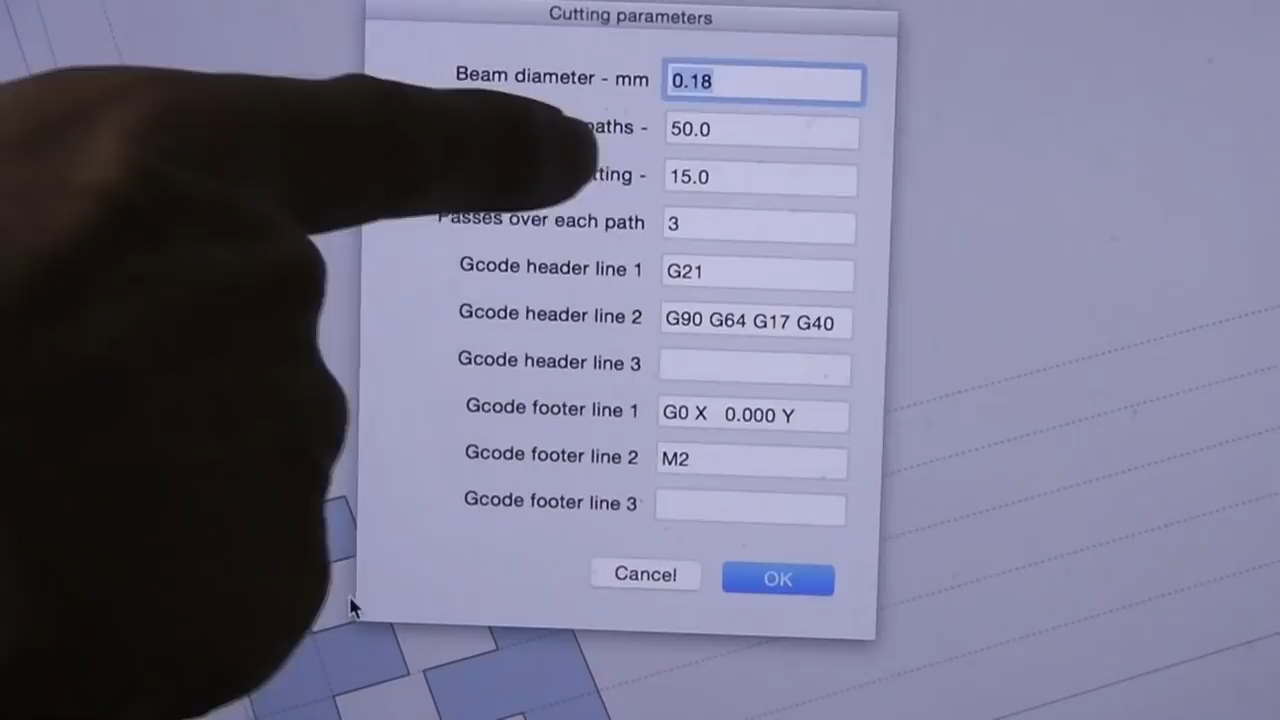 Cutting parameters
Beam diameter - mm 0.18
- 50.0
- 15.0
Passes over each path 3
Gcode header line 1 G21
Gcode header line 2 G90 G64 G17 G40
Gcode header line 3
Gcode footer line 1 G0 X 0.000 Y
Gcode footer line 2 M2
Gcode footer line 3
Cancel OK